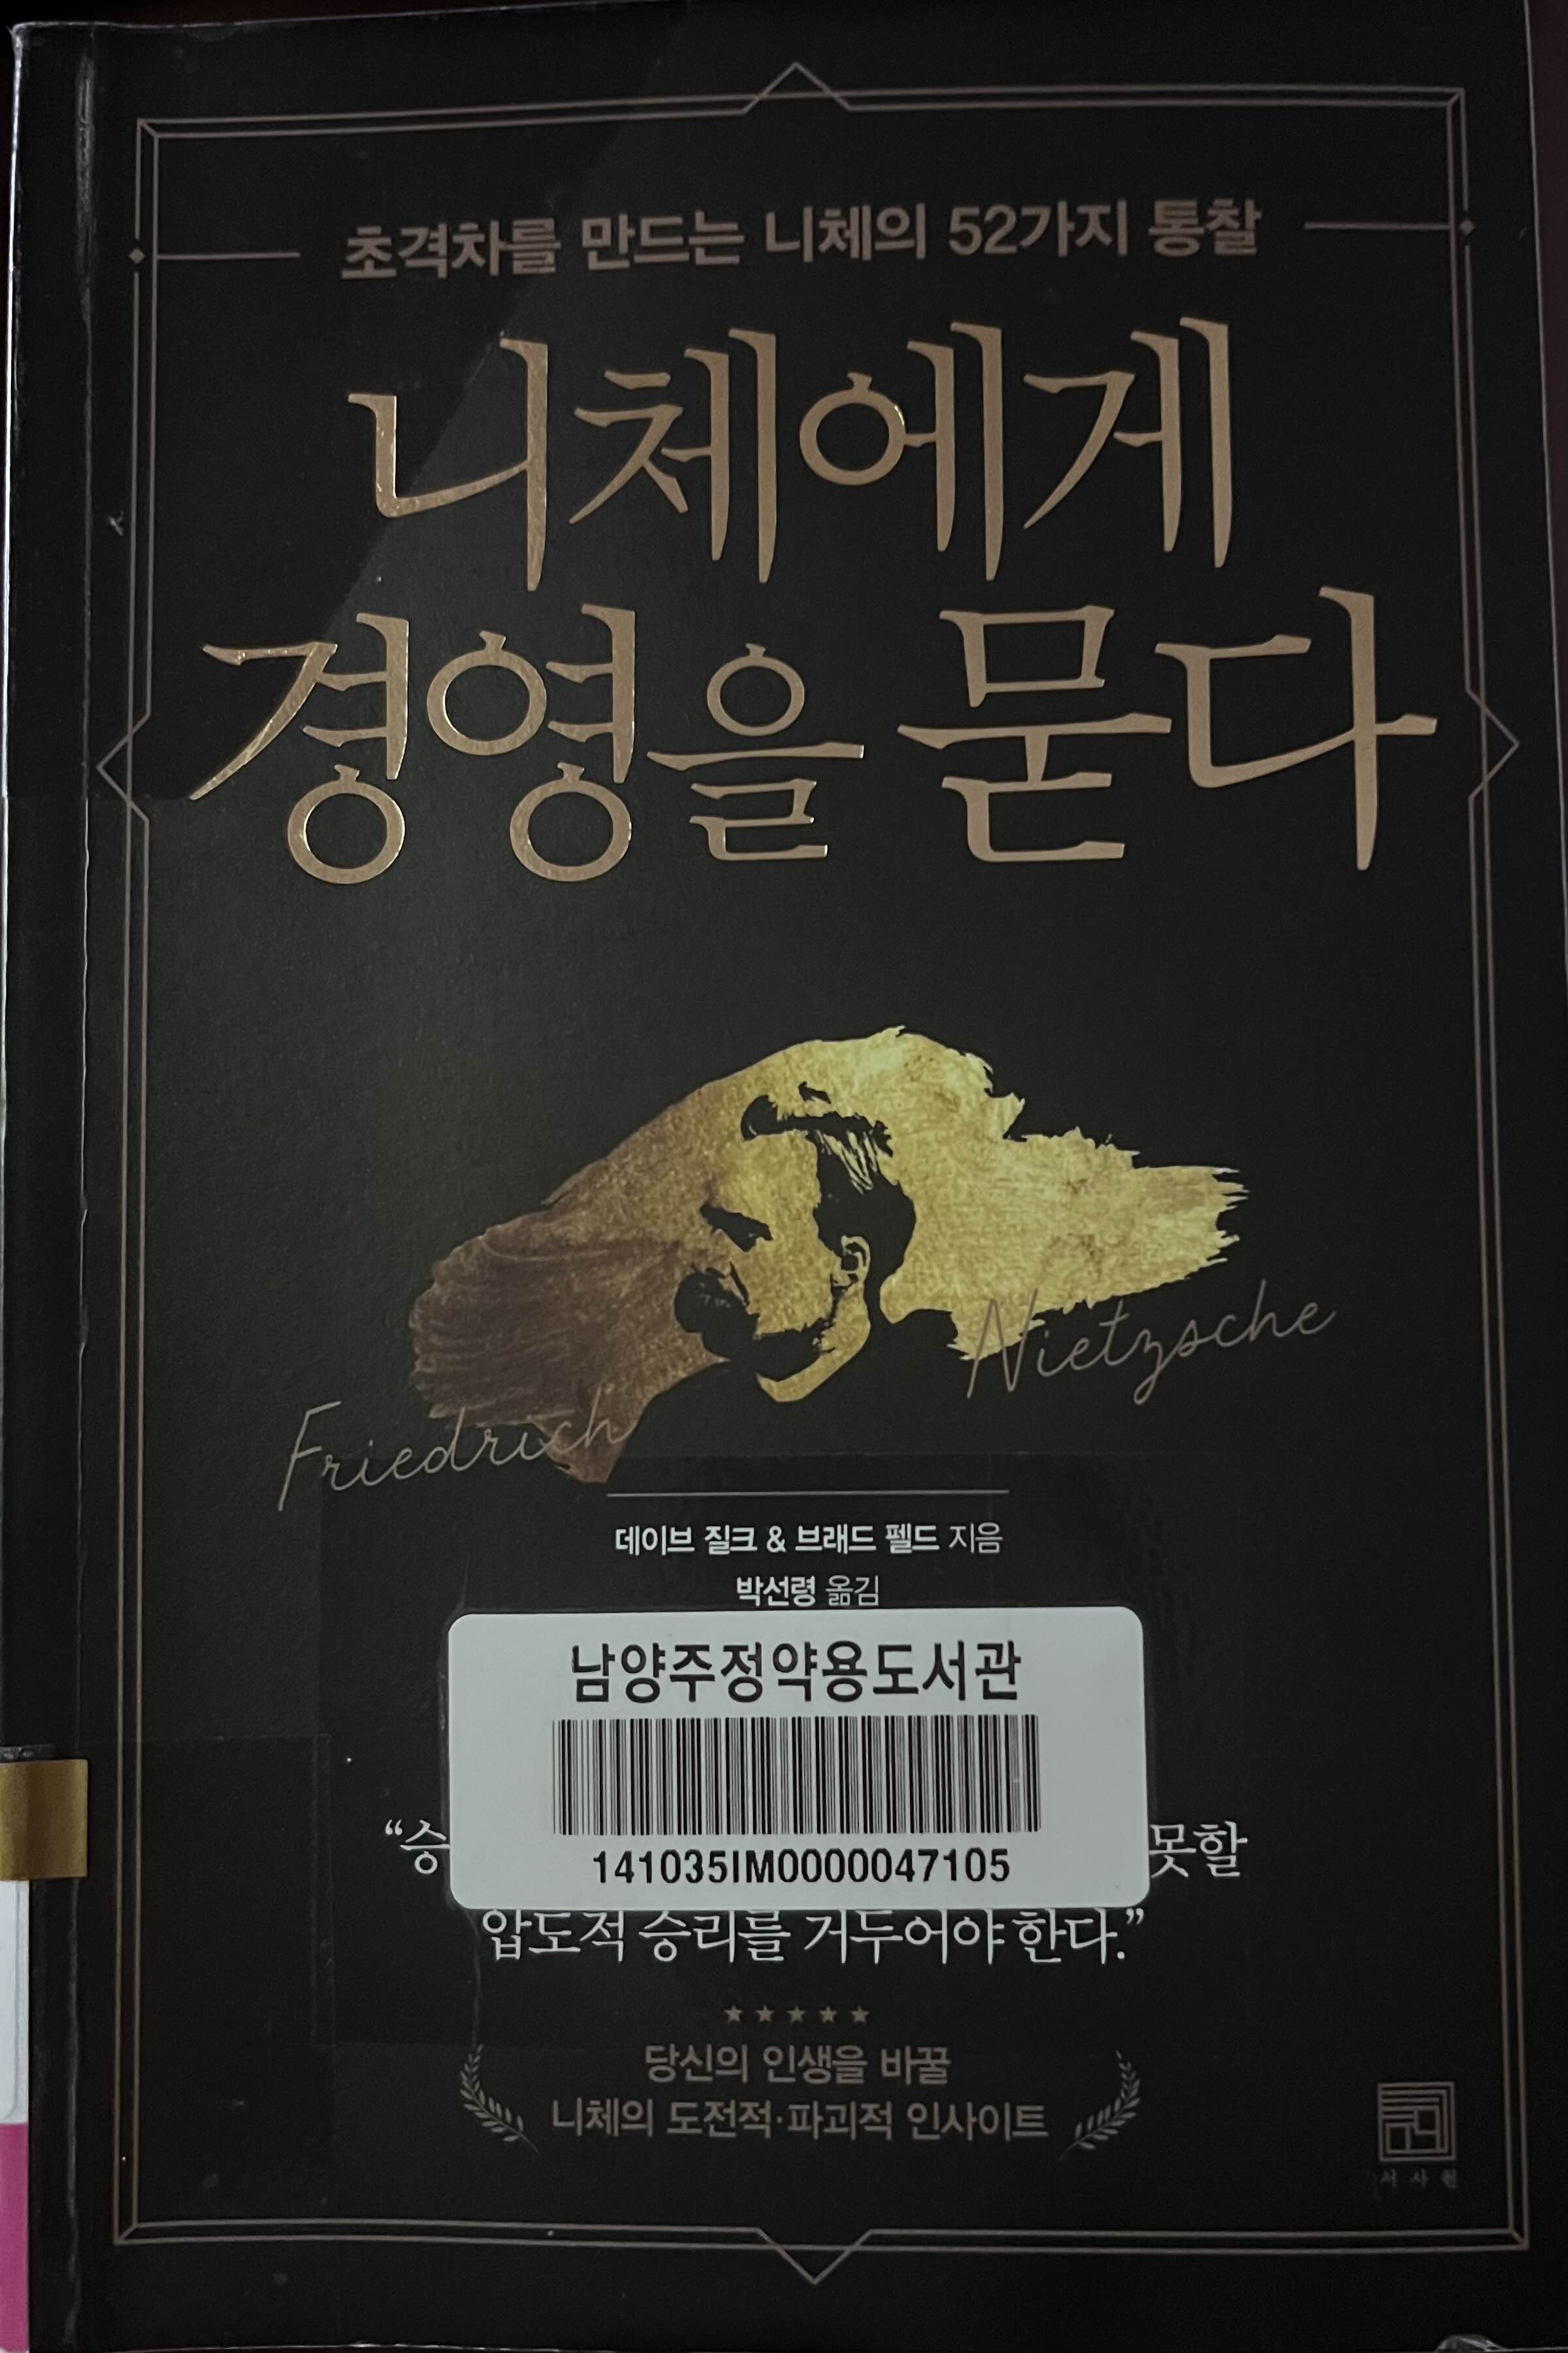 초격차를 만드는 니체의 52가지 통찰
니체에게
경영을 묻다
Nietzsche
Friedrich
데이브 질크 & 브래드 펠드 지음
박선령 옮김
남양주정약용도서관
141035IM0000047105
“승 못할
압도적 승리를 거두어야 한다.”
당신의 인생을 바꿀
니체의 도전적·파괴적 인사이트
서사원